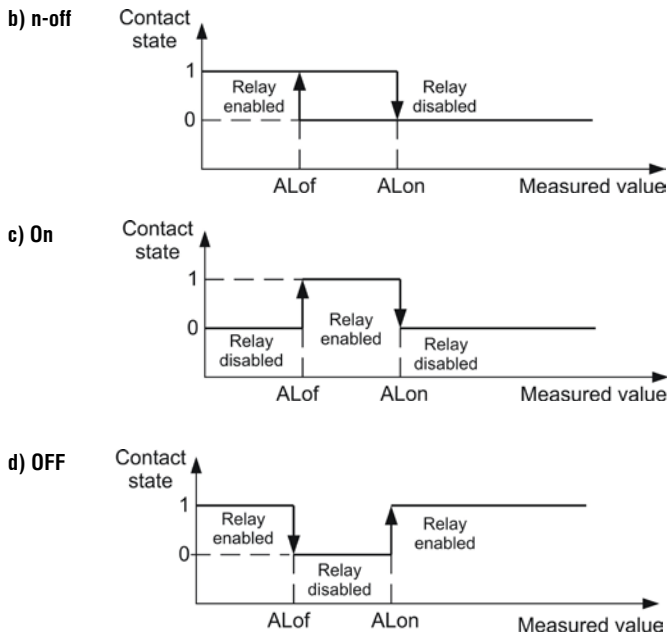 b) n-off
Contact
state
1
Relay
enabled
Relay
disabled
0
ALof
ALon
Measured value
c) On
Contact
state
1
0
Relay
disabled
Relay
enabled
Relay
disabled
ALof
ALon
Measured value
d) OFF
Contact
state
1
Relay
enabled
Relay
enabled
0
Relay
disabled
ALof
ALon
Measured value